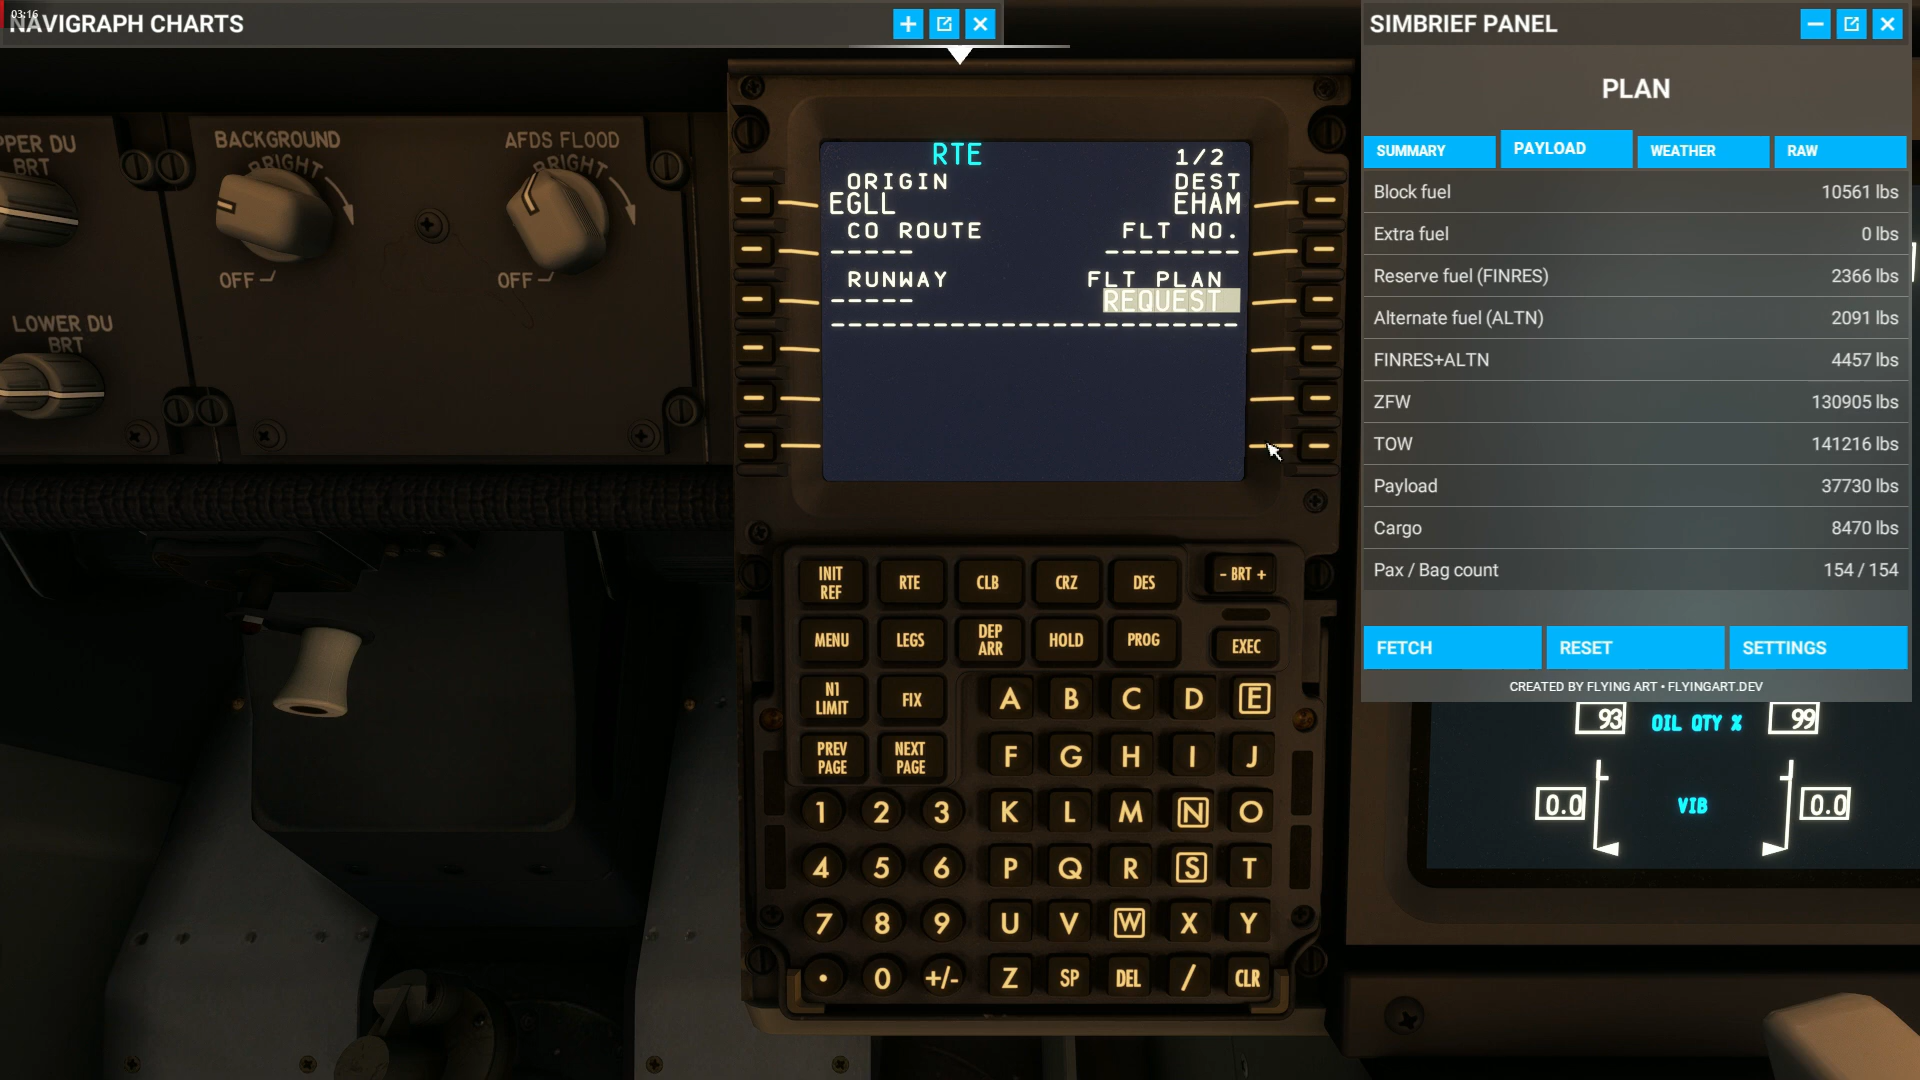 03:16
NAVIGRAPH CHARTS
SIMBRIEF PANEL
PLAN
SUMMARY PAYLOAD WEATHER RAW
Block fuel 10561 lbs
Extra fuel 0 lbs
Reserve fuel (FINRES) 2366 lbs
Alternate fuel (ALTN) 2091 lbs
FINRES+ALTN 4457 lbs
ZFW 130905 lbs
TOW 141216 lbs
Payload 37730 lbs
Cargo 8470 lbs
Pax / Bag count 154 / 154
FETCH RESET SETTINGS
CREATED BY FLYING ART • FLYINGART.DEV
PPER DU
BRT
BACKGROUND
BRIGHT
OFF
AFDS FLOOD
BRIGHT
OFF
LOWER DU
BRT
RTE 1/2
ORIGIN DEST
EGLL EHAM
CO ROUTE FLT NO.
---------- --------
RUNWAY FLT PLAN
----- REQUEST
------------------------
INIT REF RTE CLB CRZ DES - BRT +
MENU LEGS DEP ARR HOLD PROG EXEC
N1 LIMIT FIX A B C D E
PREV PAGE NEXT PAGE F G H I J
1 2 3 K L M N O
4 5 6 P Q R S T
7 8 9 U V W X Y
. 0 +/- Z SP DEL / CLR
93 OIL QTY % 99
0.0 VIB 0.0